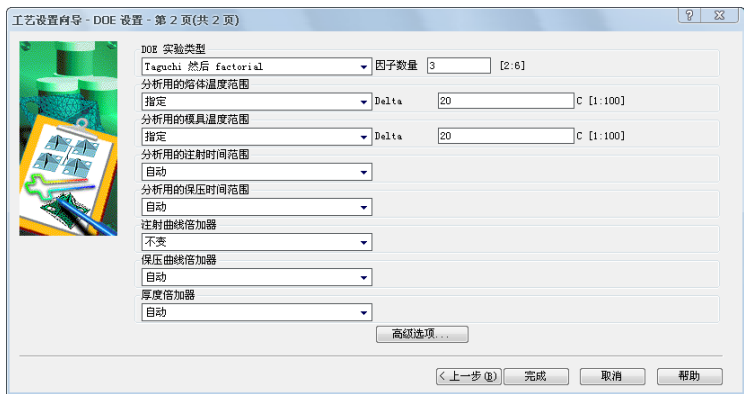 工艺设置向导 - DOE 设置 - 第 2 页(共 2 页)
DOE 实验类型
Taguchi 然后 factorial 因子数量 3 [2:6]
分析用的熔体温度范围
指定 Delta 20 C [1:100]
分析用的模具温度范围
指定 Delta 20 C [1:100]
分析用的注射时间范围
自动
分析用的保压时间范围
自动
注射曲线倍加器
不变
保压曲线倍加器
自动
厚度倍加器
自动
高级选项...
< 上一步(B) 完成 取消 帮助